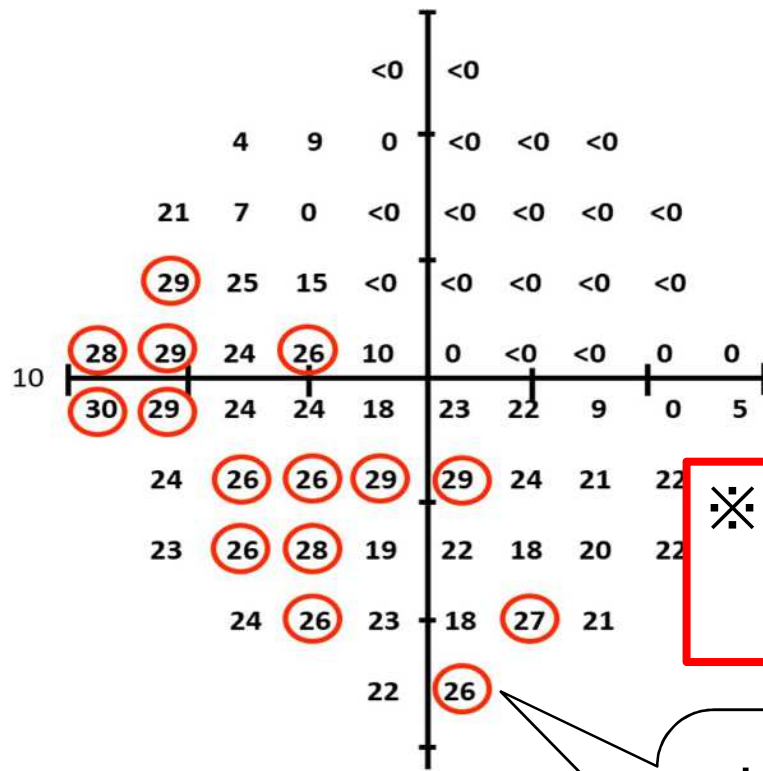 <0 <0
4 9 0 <0 <0 <0
21 7 0 <0 <0 <0 <0 <0
29 25 15 <0 <0 <0 <0 <0
28 29 24 26 10 0 <0 <0 0 0
10
30 29 24 24 18 23 22 9 0 5
24 26 26 29 29 24 21 22
※
23 26 28 19 22 18 20 22
24 26 23 18 27 21
22 26